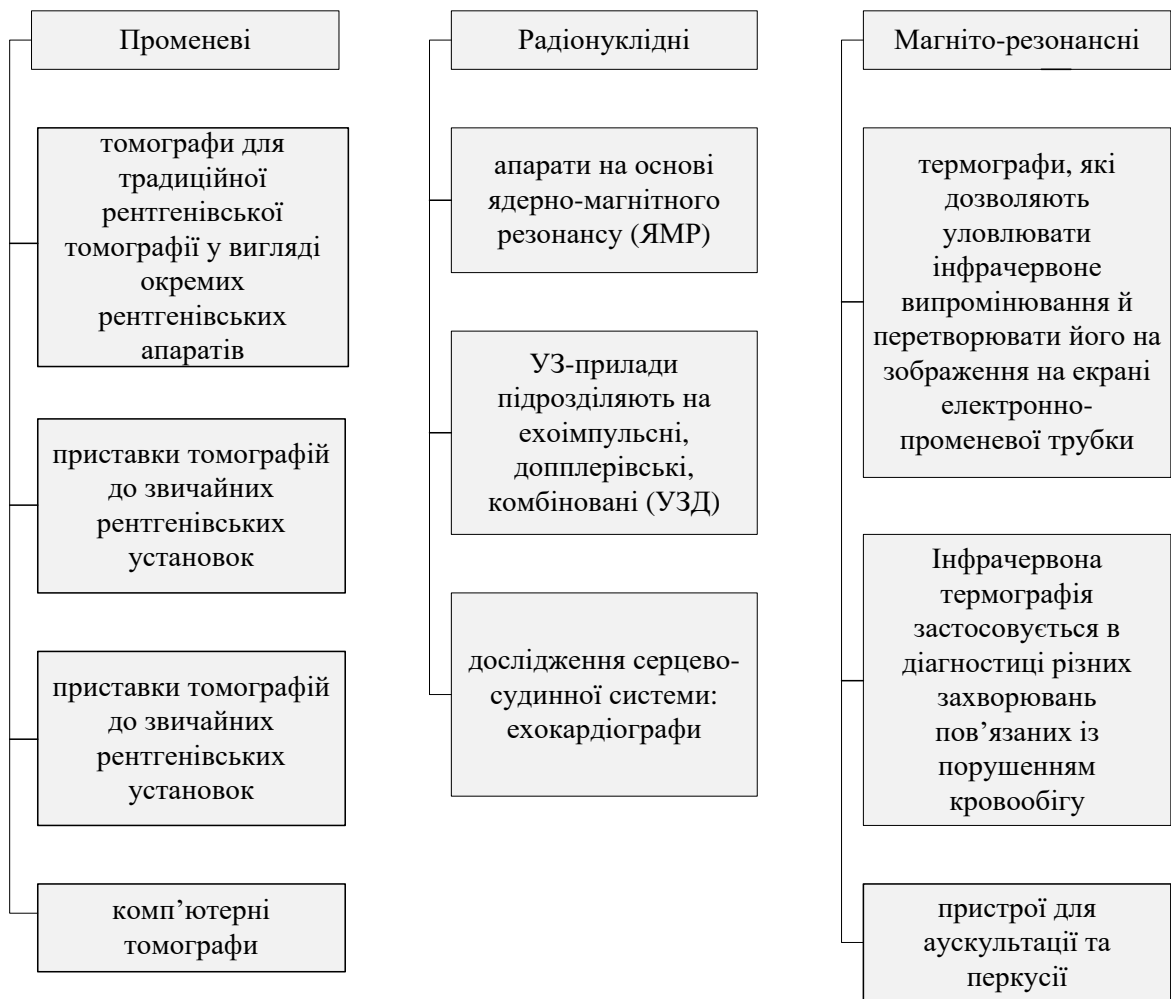 Променеві
томографи для
традиційної
рентгенівської
томографії у вигляді
окремих
рентгенівських
апаратів
приставки томографій
до звичайних
рентгенівських
установок
приставки томографій
до звичайних
рентгенівських
установок
комп’ютерні
томографи
Радіонуклідні
апарати на основі
ядерно-магнітного
резонансу (ЯМР)
УЗ-прилади
підрозділяють на
ехоімпульсні,
допплерівські,
комбіновані (УЗД)
дослідження серцево-
судинної системи:
ехокардіографи
Магніто-резонансні
термографи, які
дозволяють
уловлювати
інфрачервоне
випромінювання й
перетворювати його на
зображення на екрані
електронно-
променевої трубки
Інфрачервона
термографія
застосовується в
діагностиці різних
захворювань
пов’язаних із
порушенням
кровообігу
пристрої для
аускультації та
перкусії